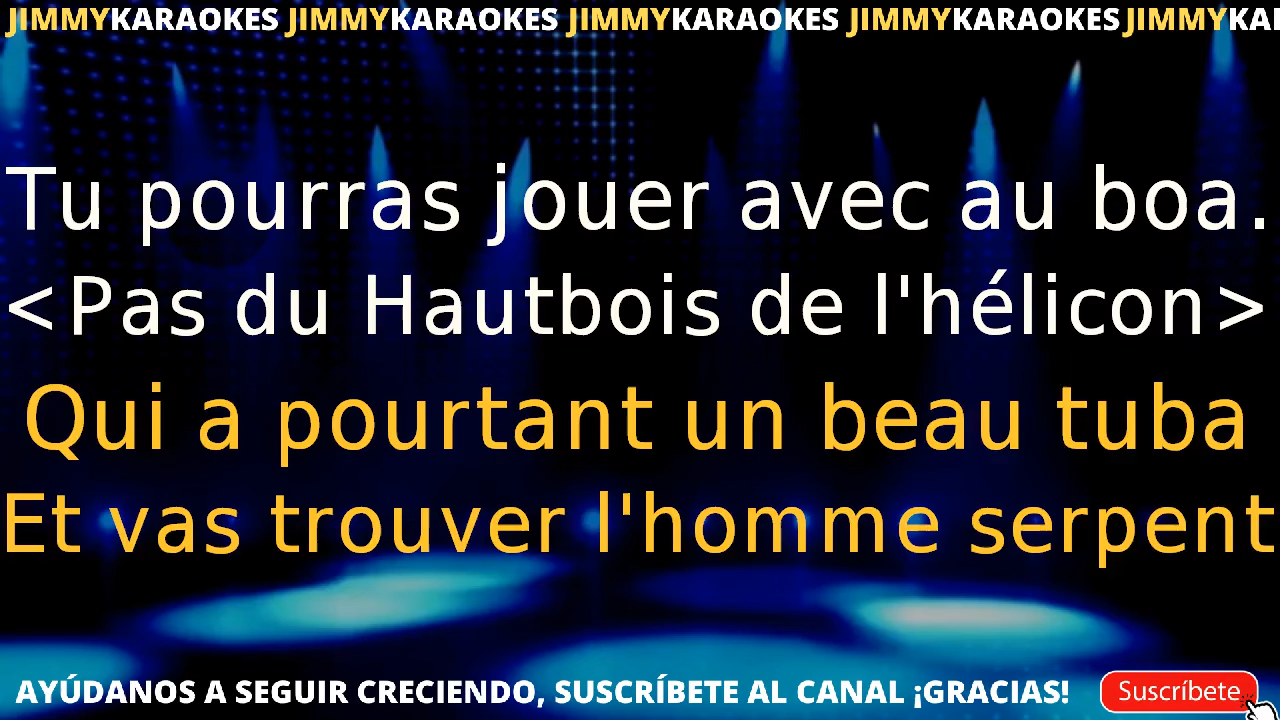 JIMMYKARAOKES JIMMYKARAOKES JIMMYKARAOKES JIMMYKARAOKES JIMMYKA
Tu pourras jouer avec au boa.
<Pas du Hautbois de l'hélicon>
Qui a pourtant un beau tuba
Et vas trouver l'homme serpent
AYÚDANOS A SEGUIR CRECIENDO, SUSCRÍBETE AL CANAL ¡GRACIAS! Suscríbete